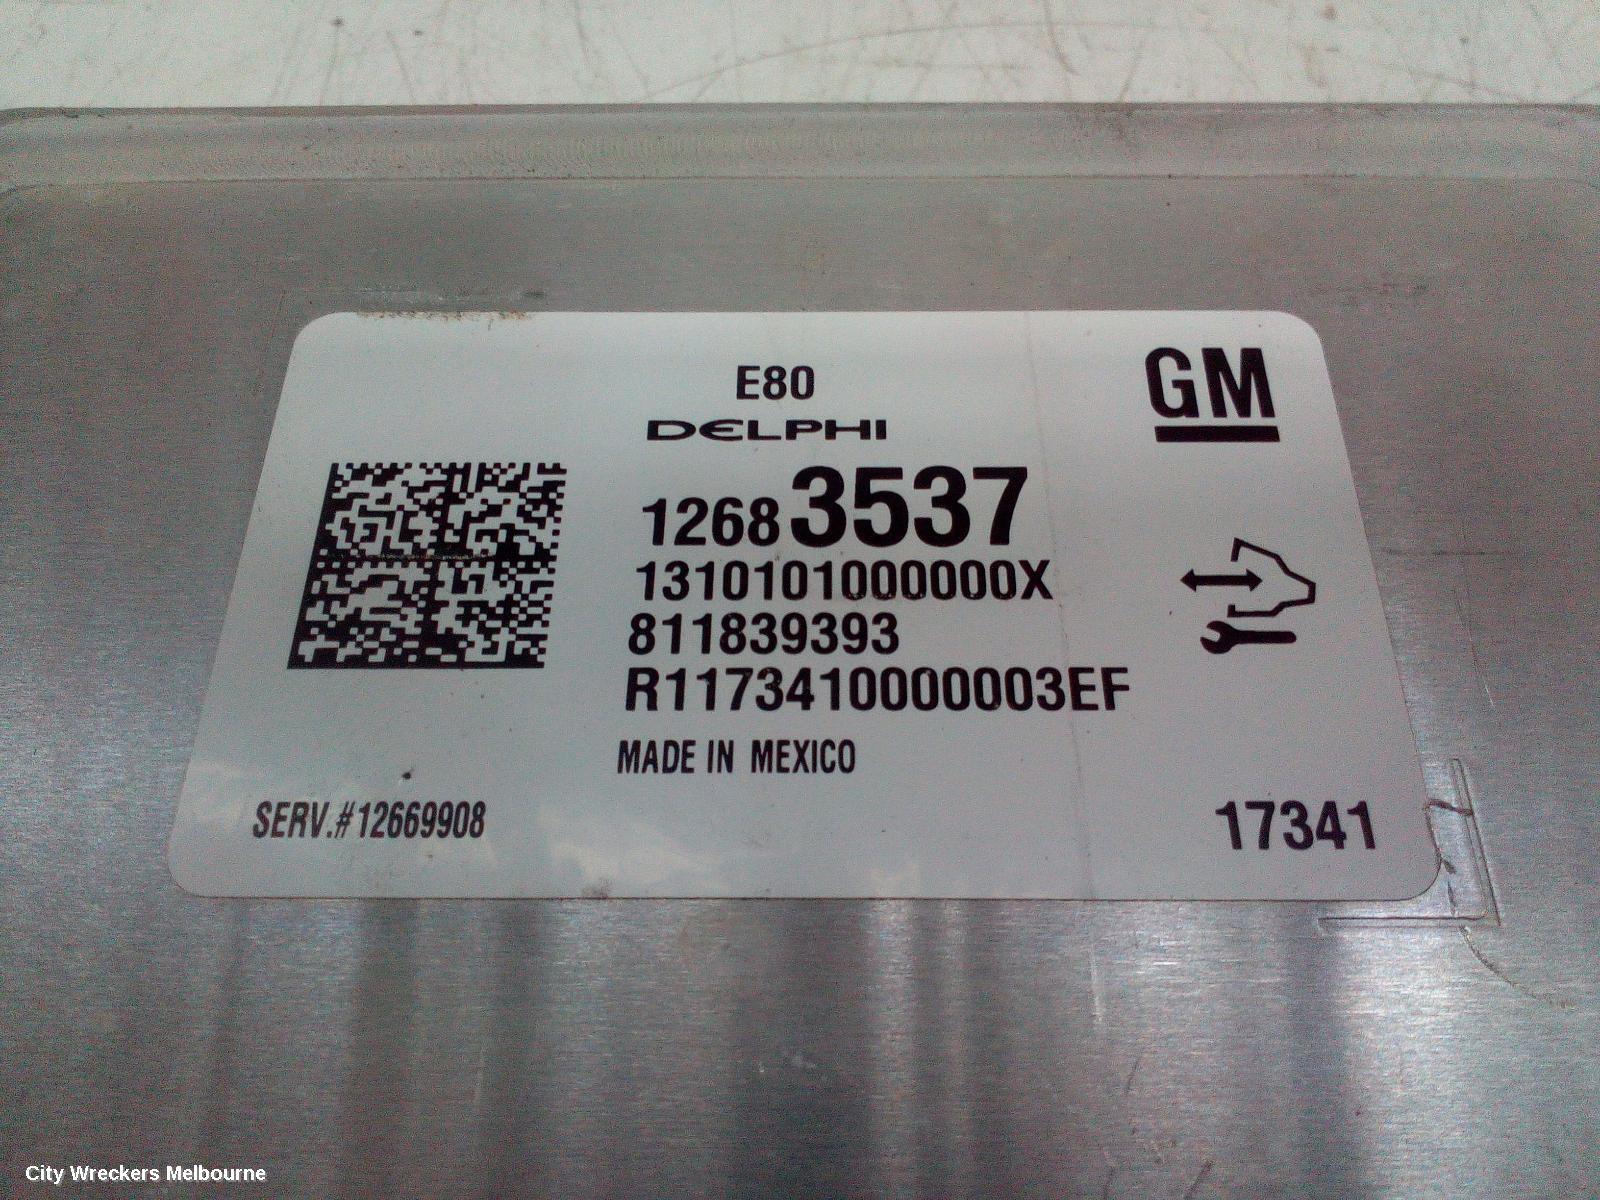 E80
DELPHI
GM
12683537
1310101000000X
811839393
R1173410000003EF
MADE IN MEXICO
SERV.#12669908
17341
City Wreckers Melbourne